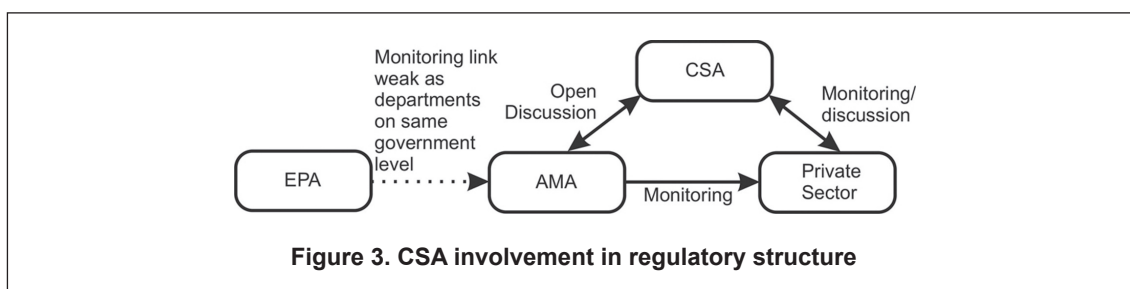 Monitoring link
weak as
departments
on same
government
level
EPA
Open
Discussion
CSA
Monitoring/
discussion
AMA
Monitoring
Private
Sector
Figure 3. CSA involvement in regulatory structure